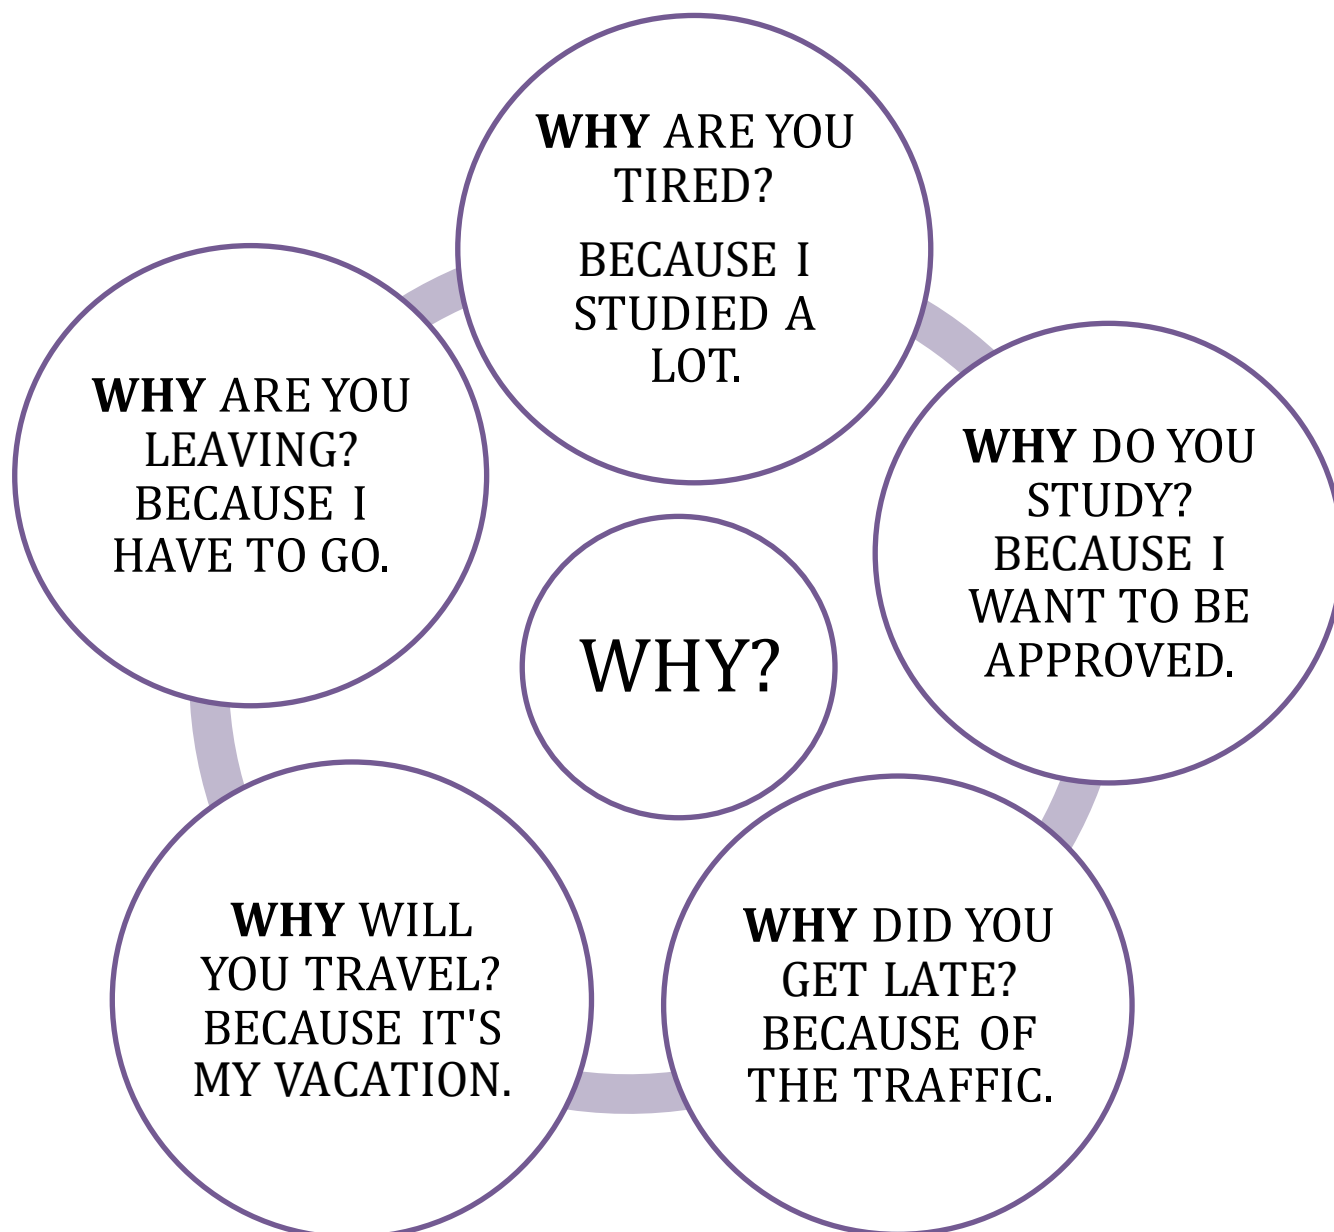 WHY ARE YOU
TIRED?
BECAUSE I
STUDIED A
LOT.
WHY DO YOU
STUDY?
BECAUSE I
WANT TO BE
APPROVED.
WHY DID YOU
GET LATE?
BECAUSE OF
THE TRAFFIC.
WHY WILL
YOU TRAVEL?
BECAUSE IT'S
MY VACATION.
WHY ARE YOU
LEAVING?
BECAUSE I
HAVE TO GO.
WHY?